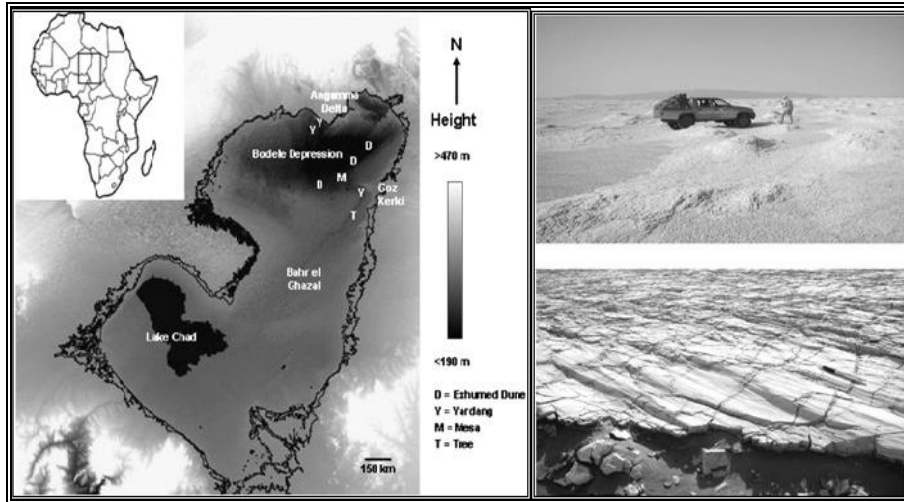 N
Height
>470 m
<190 m
D = Exhumed Dune
Y = Yardang
M = Mesa
T = Tree
150 km
Angamma
Delta
Y
Y
Bodele Depression
D
D
D
M
Y
Goz
Kerki
T
Bahr el
Ghazal
Lake Chad